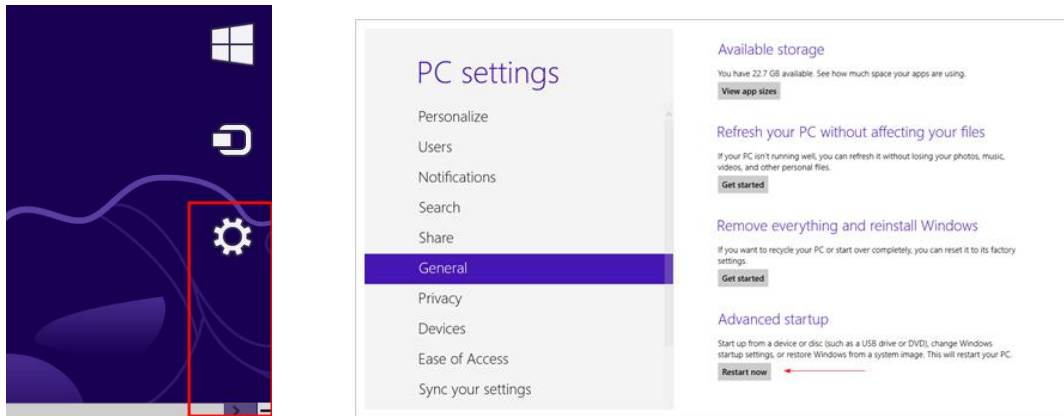 PC settings
Personalize
Users
Notifications
Search
Share
General
Privacy
Devices
Ease of Access
Sync your settings
Available storage
You have 22.7 GB available. See how much space your apps are using.
View app sizes
Refresh your PC without affecting your files
If your PC isn't running well, you can refresh it without losing your photos, music,
videos, and other personal files.
Get started
Remove everything and reinstall Windows
If you want to recycle your PC or start over completely, you can reset it to its factory
settings.
Get started
Advanced startup
Start up from a device or disc (such as a USB drive or DVD), change Windows
startup settings, or restore Windows from a system image. This will restart your PC.
Restart now